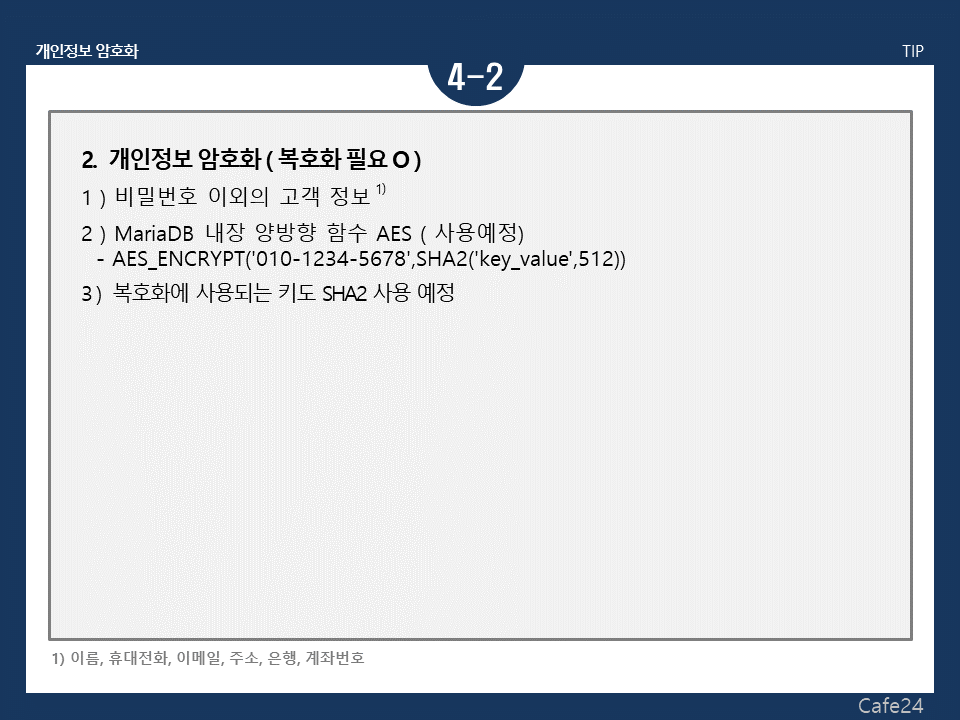 개인정보 암호화
TIP
4-2
2. 개인정보 암호화 ( 복호화 필요 O )
1 ) 비밀번호 이외의 고객 정보 1)
2 ) MariaDB 내장 양방향 함수 AES ( 사용예정)
- AES_ENCRYPT('010-1234-5678',SHA2('key_value',512))
3 ) 복호화에 사용되는 키도 SHA2 사용 예정
1) 이름, 휴대전화, 이메일, 주소, 은행, 계좌번호
Cafe24